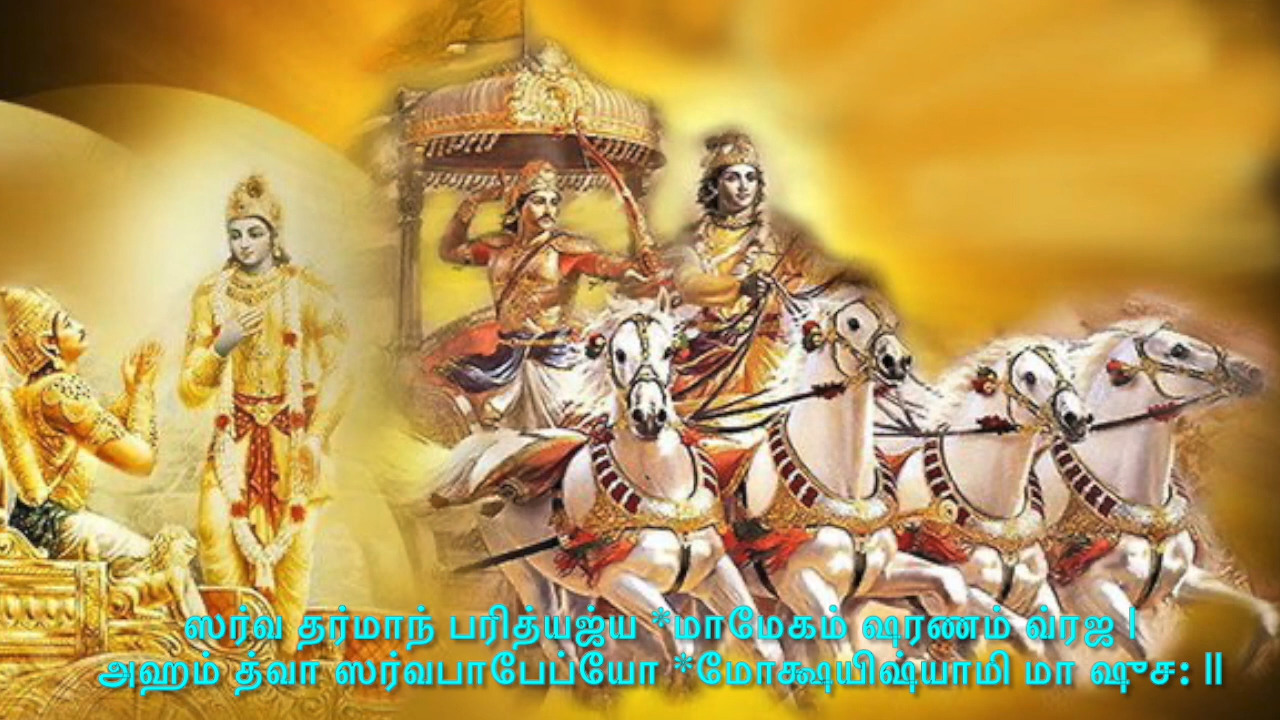 ஸர்வ தர்மாந் பரித்யஜ்ய *மாமேகம் ஷரணம் வ்ரஜ |
அஹம் த்வா ஸர்வபாபேப்யோ *மோக்ஷயிஷ்யாமி மா ஷுச: ||